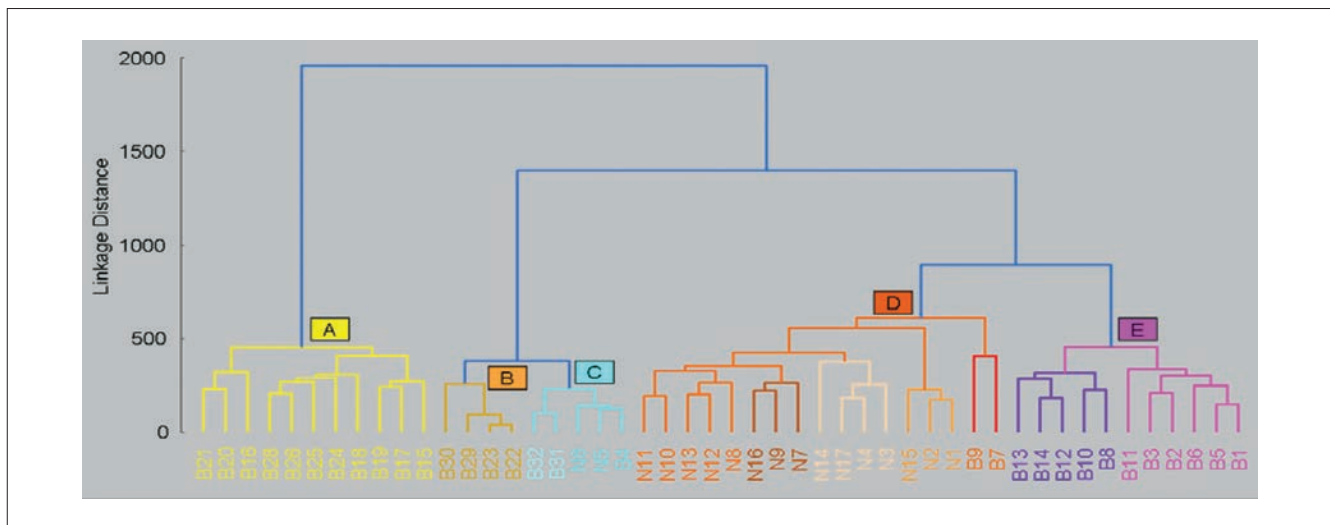 2000
1500
1000
500
0
Linkage Distance
A
B
C
D
E
B21 B20 B16 B28 B26 B25 B24 B18 B19 B17 B15 B30 B29 B23 B22 B32 B31 N11 N10 N13 N12 N8 N16 N9 N7 N14 N17 N4 N3 N15 N2 N1 B9 B7 B13 B14 B12 B10 B8 B11 B3 B2 B6 B5 B1